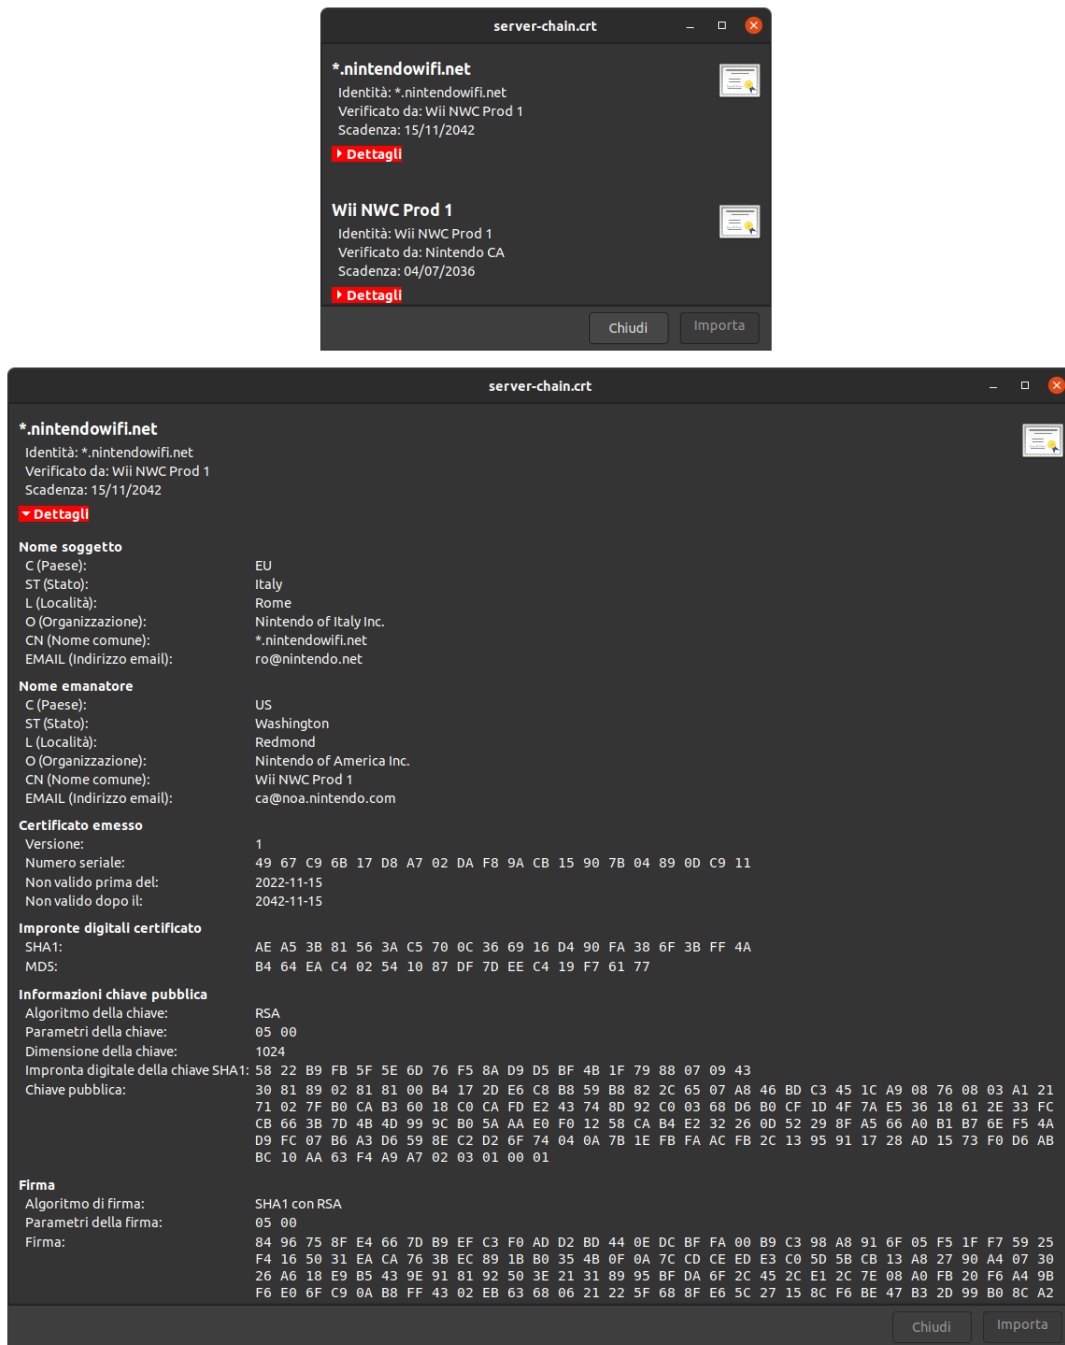 server-chain.crt
*.nintendowifi.net
Identità: *.nintendowifi.net
Verificato da: Wii NWC Prod 1
Scadenza: 15/11/2042
Dettagli
Wii NWC Prod 1
Identità: Wii NWC Prod 1
Verificato da: Nintendo CA
Scadenza: 04/07/2036
Dettagli
Chiudi Importa
server-chain.crt
*.nintendowifi.net
Identità: *.nintendowifi.net
Verificato da: Wii NWC Prod 1
Scadenza: 15/11/2042
Dettagli
Nome soggetto
C (Paese): EU
ST (Stato): Italy
L (Località): Rome
O (Organizzazione): Nintendo of Italy Inc.
CN (Nome comune): *.nintendowifi.net
EMAIL (Indirizzo email): ro@nintendo.net
Nome emanatore
C (Paese): US
ST (Stato): Washington
L (Località): Redmond
O (Organizzazione): Nintendo of America Inc.
CN (Nome comune): Wii NWC Prod 1
EMAIL (Indirizzo email): ca@noa.nintendo.com
Certificato emesso
Versione: 1
Numero seriale: 49 67 C9 6B 17 D8 A7 02 DA F8 9A CB 15 90 7B 04 89 0D C9 11
Non valido prima del: 2022-11-15
Non valido dopo il: 2042-11-15
Impronte digitali certificato
SHA1: AE A5 3B 81 56 3A C5 70 0C 36 69 16 D4 90 FA 38 6F 3B FF 4A
MD5: B4 64 EA C4 02 54 10 87 DF 7D EE C4 19 F7 61 77
Informazioni chiave pubblica
Algoritmo della chiave: RSA
Parametri della chiave: 05 00
Dimensione della chiave: 1024
Impronta digitale della chiave SHA1: 58 22 B9 FB 5F 5E 6D 76 F5 8A D9 D5 BF 4B 1F 79 88 07 09 43
Chiave pubblica: 30 81 89 02 81 81 00 B4 17 2D E6 C8 B8 59 B8 82 2C 65 07 A8 46 BD C3 45 1C A9 08 76 08 03 A1 21
71 02 7F B0 CA B3 60 18 C0 CA FD E2 43 74 8D 92 C0 03 68 D6 B0 CF 1D 4F 7A E5 36 18 61 2E 33 FC
CB 66 3B 7D 4B 4D 99 9C B0 5A AA E0 F0 12 58 CA B4 E2 32 26 0D 52 29 8F A5 66 A0 B1 B7 6E F5 4A
D9 FC 07 B6 A3 D6 59 8E C2 D2 6F 74 04 0A 7B 1E FB FA AC FB 2C 13 95 91 17 28 AD 15 73 F0 D6 AB
BC 10 AA 63 F4 A9 A7 02 03 01 00 01
Firma
Algoritmo di firma: SHA1 con RSA
Parametri della firma: 05 00
Firma: 84 96 75 8F E4 66 7D B9 EF C3 F0 AD D2 BD 44 0E DC BF FA 00 B9 C3 98 A8 91 6F 05 F5 1F F7 59 25
F4 16 50 31 EA CA 76 3B EC 89 1B B0 35 4B 0F 0A 7C CD CE ED E3 C0 5D 5B CB 13 A8 27 90 A4 07 30
26 A6 18 E9 B5 43 9E 91 81 92 50 3E 21 31 89 95 BF DA 6F 2C 45 2C E1 2C 7E 08 A0 FB 20 F6 A4 9B
F6 E0 6F C9 0A B8 FF 43 02 EB 63 68 06 21 22 5F 68 8F E6 5C 27 15 8C F6 BE 47 B3 2D 99 B0 8C A2
Chiudi Importa